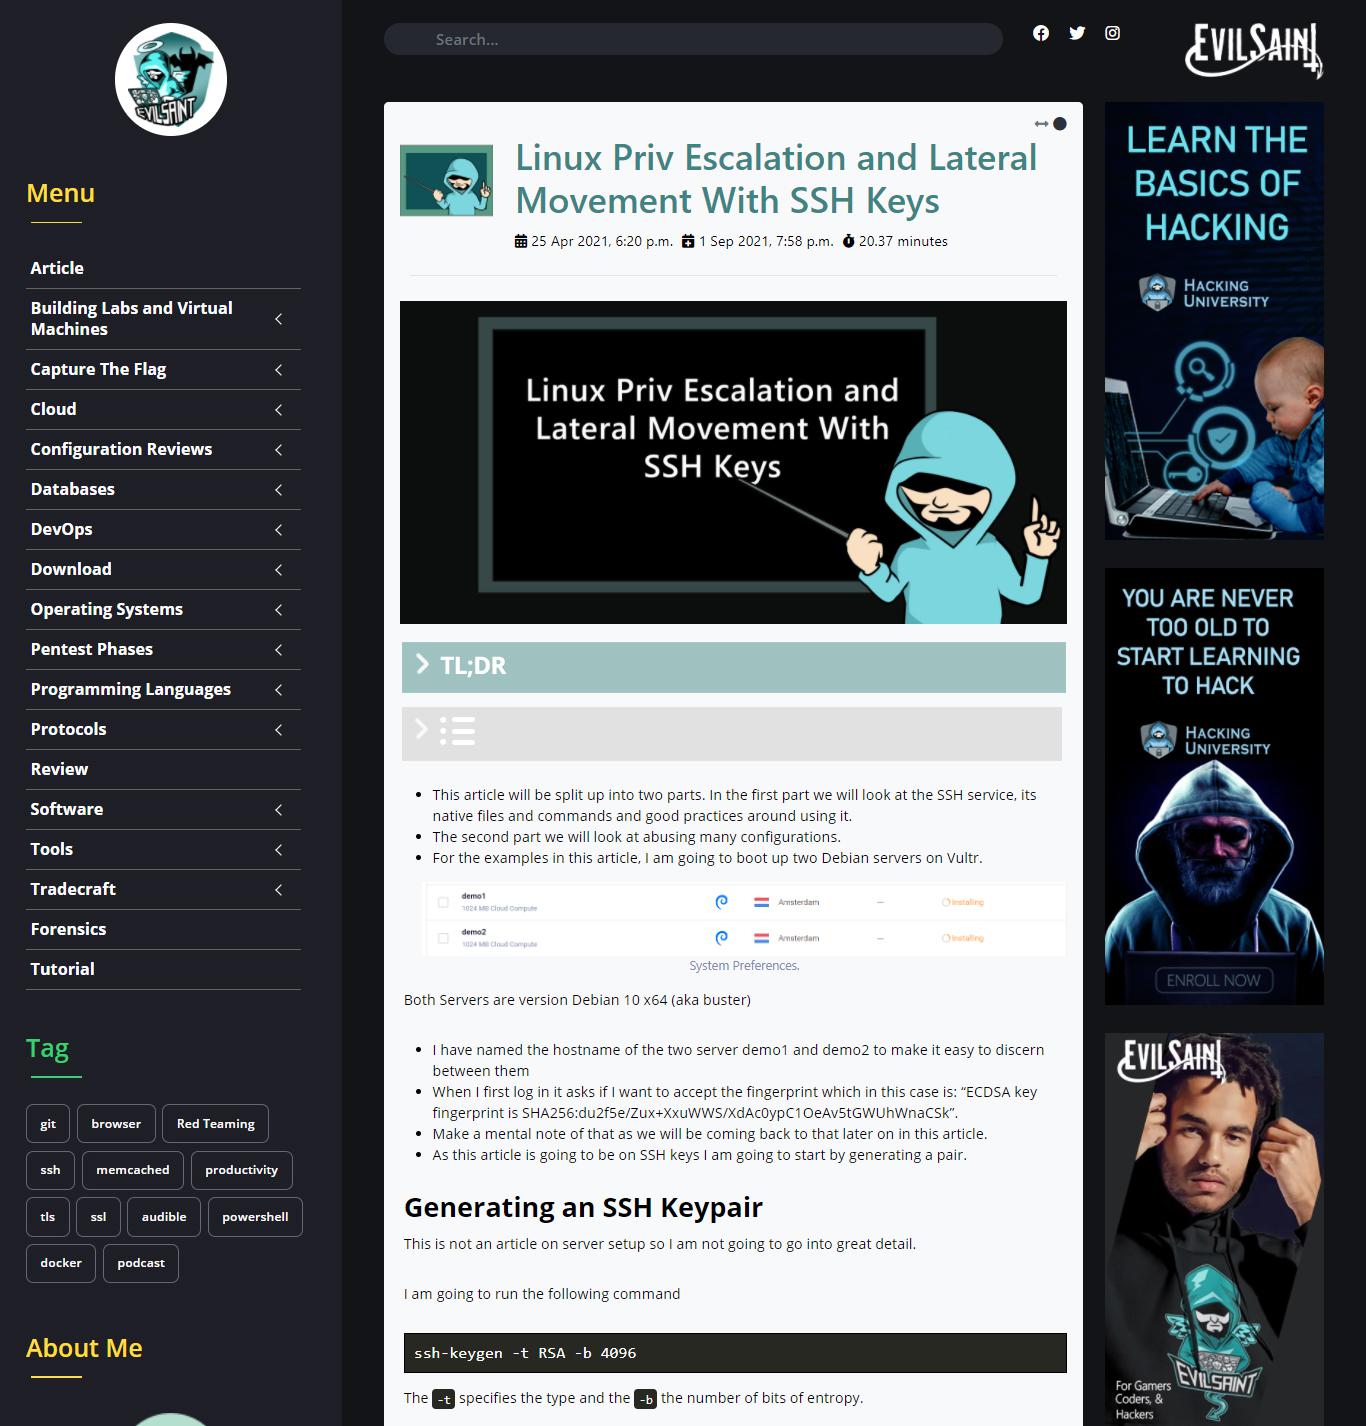 Search...
EVILSAINT
EVILSAINT
Menu
Article
Building Labs and Virtual
Machines
Capture The Flag
Cloud
Configuration Reviews
Databases
DevOps
Download
Operating Systems
Pentest Phases
Programming Languages
Protocols
Review
Software
Tools
Tradecraft
Forensics
Tutorial
Tag
git
browser
Red Teaming
ssh
memcached
productivity
tls
ssl
audible
powershell
docker
podcast
About Me
Linux Priv Escalation and Lateral
Movement With SSH Keys
25 Apr 2021, 6:20 p.m. 1 Sep 2021, 7:58 p.m. 20.37 minutes
Linux Priv Escalation and
Lateral Movement With
SSH Keys
TL;DR
This article will be split up into two parts. In the first part we will look at the SSH service, its
native files and commands and good practices around using it.
The second part we will look at abusing many configurations.
For the examples in this article, I am going to boot up two Debian servers on Vultr.
demo1
1024 MB Cloud Compute
Amsterdam
—
Installing
demo2
1024 MB Cloud Compute
Amsterdam
—
Installing
System Preferences.
Both Servers are version Debian 10 x64 (aka buster)
I have named the hostname of the two server demo1 and demo2 to make it easy to discern
between them
When I first log in it asks if I want to accept the fingerprint which in this case is: “ECDSA key
fingerprint is SHA256:du2f5e/Zux+XxuWWS/XdAc0ypC1OeAv5tGWUhWnaCSk”.
Make a mental note of that as we will be coming back to that later on in this article.
As this article is going to be on SSH keys I am going to start by generating a pair.
Generating an SSH Keypair
This is not an article on server setup so I am not going to go into great detail.
I am going to run the following command
ssh-keygen -t RSA -b 4096
The -t specifies the type and the -b the number of bits of entropy.
LEARN THE
BASICS OF
HACKING
HACKING
UNIVERSITY
YOU ARE NEVER
TOO OLD TO
START LEARNING
TO HACK
HACKING
UNIVERSITY
ENROLL NOW
EVILSAINT
EVILSAINT
For Gamers
Coders, &
Hackers